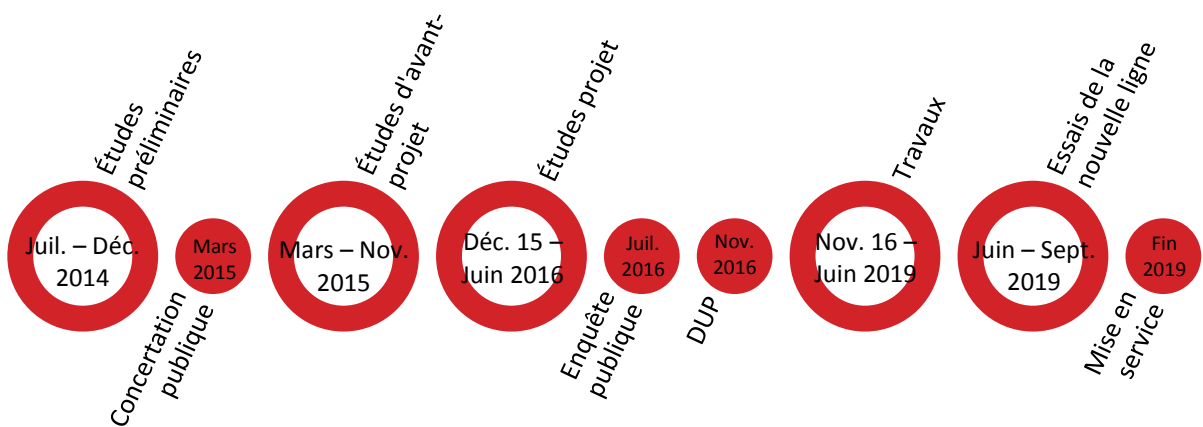 Études
préliminaires
Juil. – Déc.
2014
Mars
2015
Concertation
publique
Études d'avant-
projet
Mars – Nov.
2015
Études projet
Déc. 15 –
Juin 2016
Juil.
2016
Enquête
publique
Nov.
2016
DUP
Travaux
Nov. 16 –
Juin 2019
Essais de la
nouvelle ligne
Juin – Sept.
2019
Fin
2019
Mise en
service